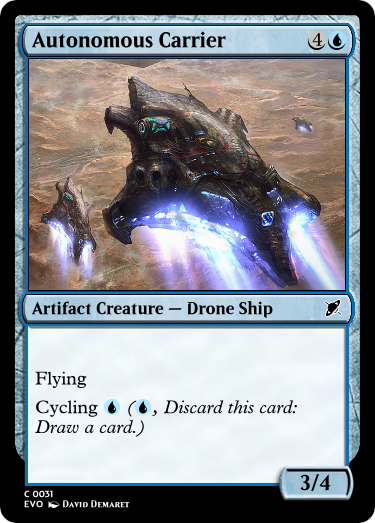 Autonomous Carrier 4
Artifact Creature — Drone Ship
Flying
Cycling (, Discard this card:
Draw a card.)
3/4
C 0031
EVO David Demaret